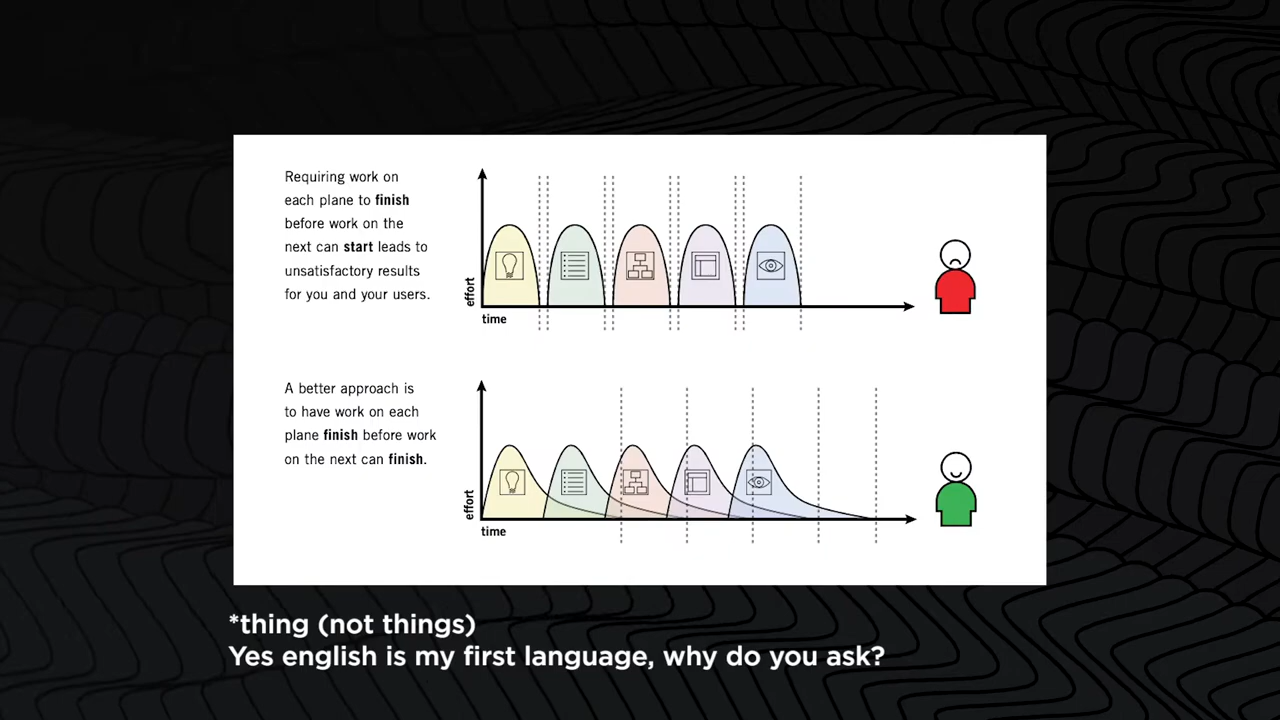 Requiring work on
each plane to finish
before work on the
next can start leads to
unsatisfactory results
for you and your users.
effort
time
A better approach is
to have work on each
plane finish before work
on the next can finish.
effort
time
*thing (not things)
Yes english is my first language, why do you ask?